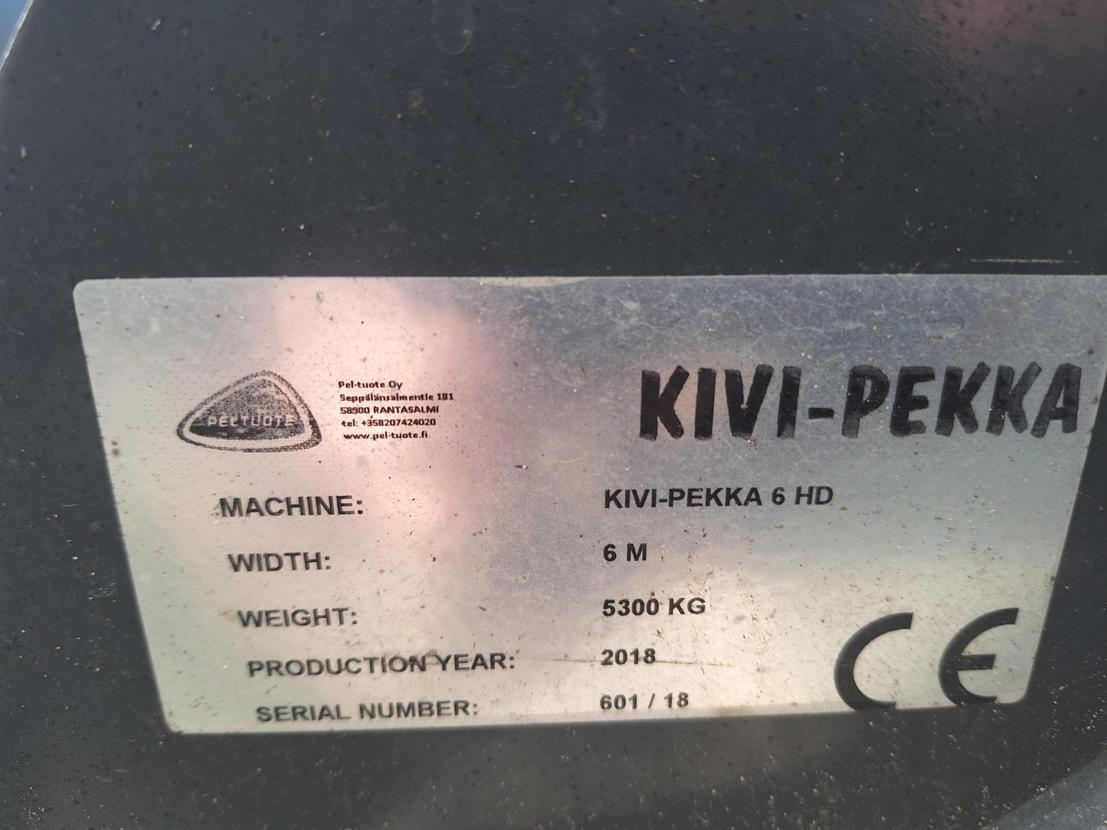 PELTUOTE
Pel-tuote Oy
Seppälänsalmentie 181
58900 RANTASALMI
tel: +358207424020
www.pel-tuote.fi
KIVI-PEKKA
MACHINE: KIVI-PEKKA 6 HD
WIDTH: 6 M
WEIGHT: 5300 KG
PRODUCTION YEAR: 2018
SERIAL NUMBER: 601 / 18
CE